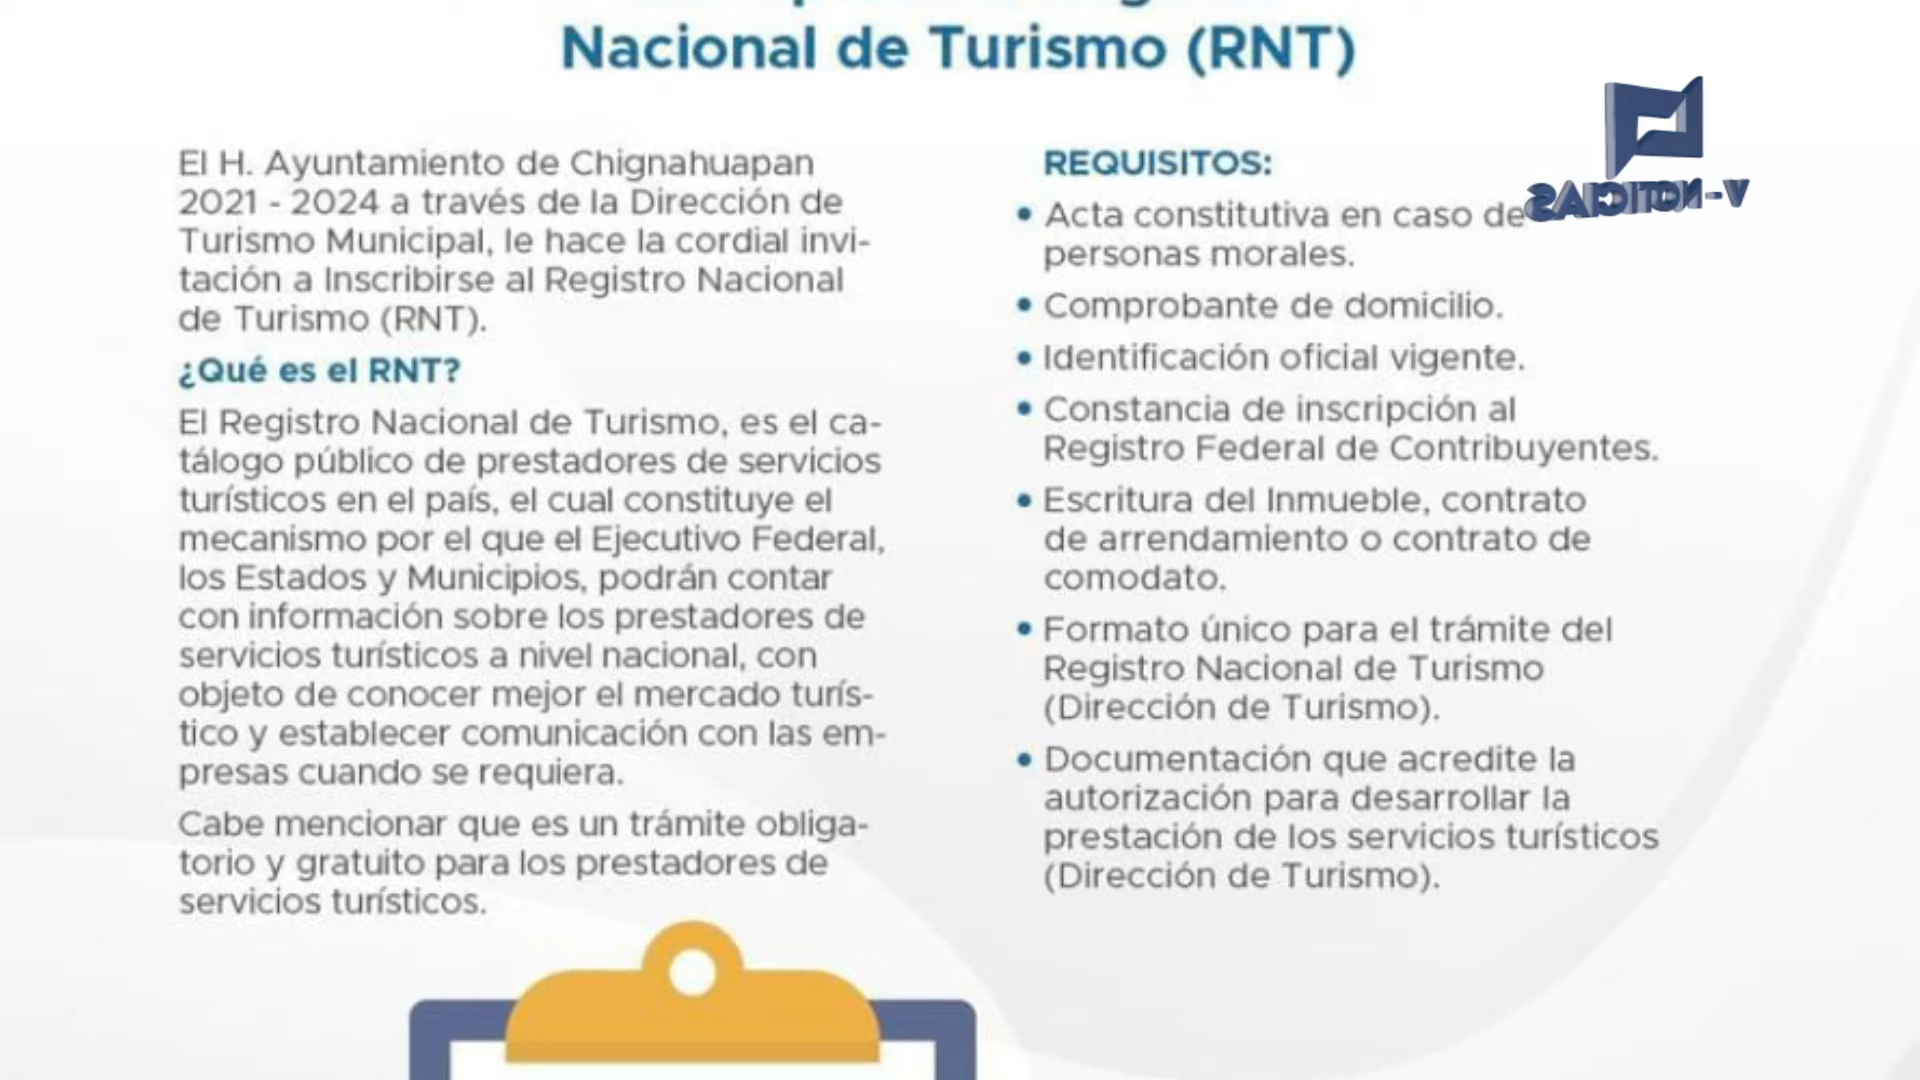 Nacional de Turismo (RNT)
El H. Ayuntamiento de Chignahuapan
2021 - 2024 a través de la Dirección de
Turismo Municipal, le hace la cordial invi-
tación a Inscribirse al Registro Nacional
de Turismo (RNT).
¿Qué es el RNT?
El Registro Nacional de Turismo, es el ca-
tálogo público de prestadores de servicios
turísticos en el país, el cual constituye el
mecanismo por el que el Ejecutivo Federal,
los Estados y Municipios, podrán contar
con información sobre los prestadores de
servicios turísticos a nivel nacional, con
objeto de conocer mejor el mercado turís-
tico y establecer comunicación con las em-
presas cuando se requiera.
Cabe mencionar que es un trámite obliga-
torio y gratuito para los prestadores de
servicios turísticos.
REQUISITOS:
• Acta constitutiva en caso de
personas morales.
• Comprobante de domicilio.
• Identificación oficial vigente.
• Constancia de inscripción al
Registro Federal de Contribuyentes.
• Escritura del Inmueble, contrato
de arrendamiento o contrato de
comodato.
• Formato único para el trámite del
Registro Nacional de Turismo
(Dirección de Turismo).
• Documentación que acredite la
autorización para desarrollar la
prestación de los servicios turísticos
(Dirección de Turismo).
V-NOTICIAS